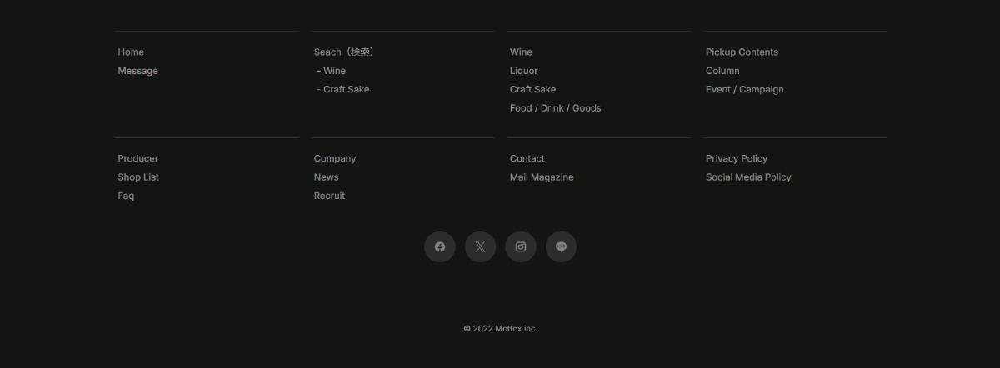 Home
Message
Seach（検索）
- Wine
- Craft Sake
Wine
Liquor
Craft Sake
Food / Drink / Goods
Pickup Contents
Column
Event / Campaign
Producer
Shop List
Faq
Company
News
Recruit
Contact
Mail Magazine
Privacy Policy
Social Media Policy
© 2022 Mottox inc.